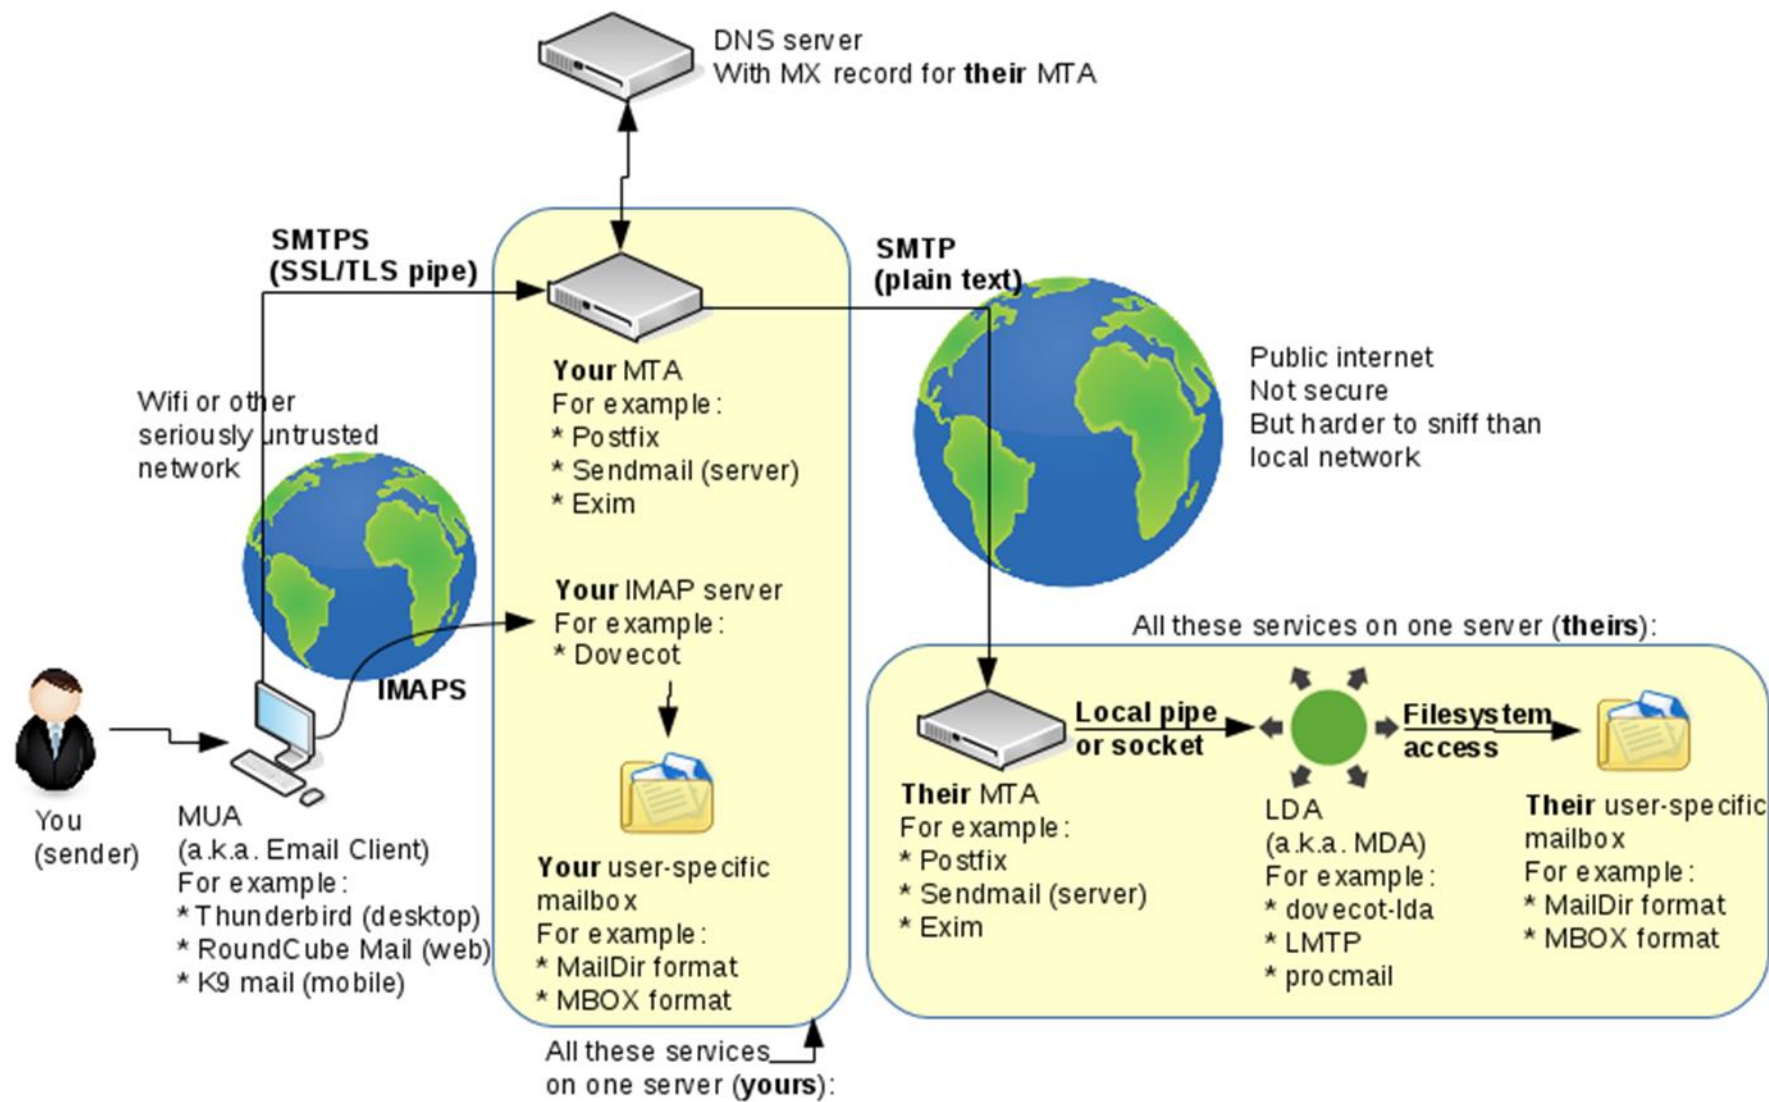 DNS server
With MX record for their MTA
SMTPS
(SSL/TLS pipe)
SMTP
(plain text)
Wifi or other
seriously untrusted
network
Your MTA
For example:
* Postfix
* Sendmail (server)
* Exim
Public internet
Not secure
But harder to sniff than
local network
Your IMAP server
For example:
* Dovecot
IMAPS
You
(sender)
MUA
(a.k.a. Email Client)
For example:
* Thunderbird (desktop)
* RoundCube Mail (web)
* K9 mail (mobile)
Your user-specific
mailbox
For example:
* MailDir format
* MBOX format
All these services
on one server (yours):
All these services on one server (theirs):
Local pipe
or socket
Filesystem
access
Their MTA
For example:
* Postfix
* Sendmail (server)
* Exim
LDA
(a.k.a. MDA)
For example:
* dovecot-lda
* LMTP
* procmail
Their user-specific
mailbox
For example:
* MailDir format
* MBOX format